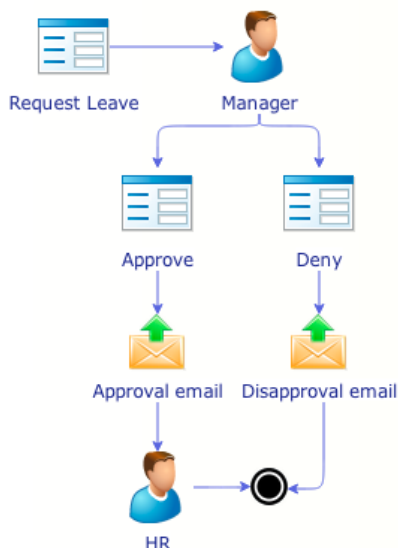 Request Leave
Manager
Approve
Deny
Approval email
Disapproval email
HR